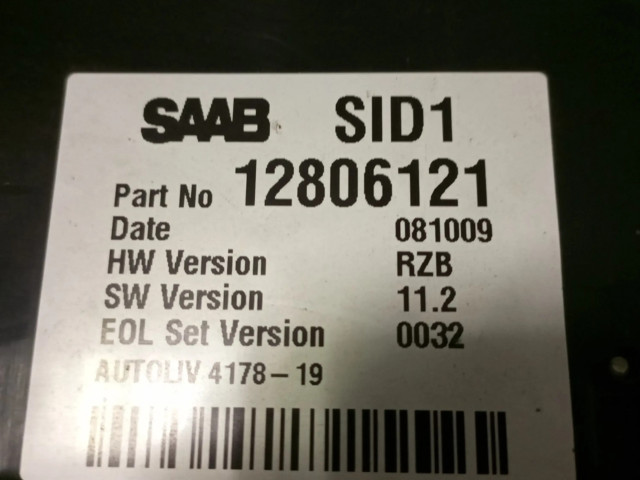 SAAB SID1
Part No 12806121
Date 081009
HW Version RZB
SW Version 11.2
EOL Set Version 0032
AUTOLIV 4178-19